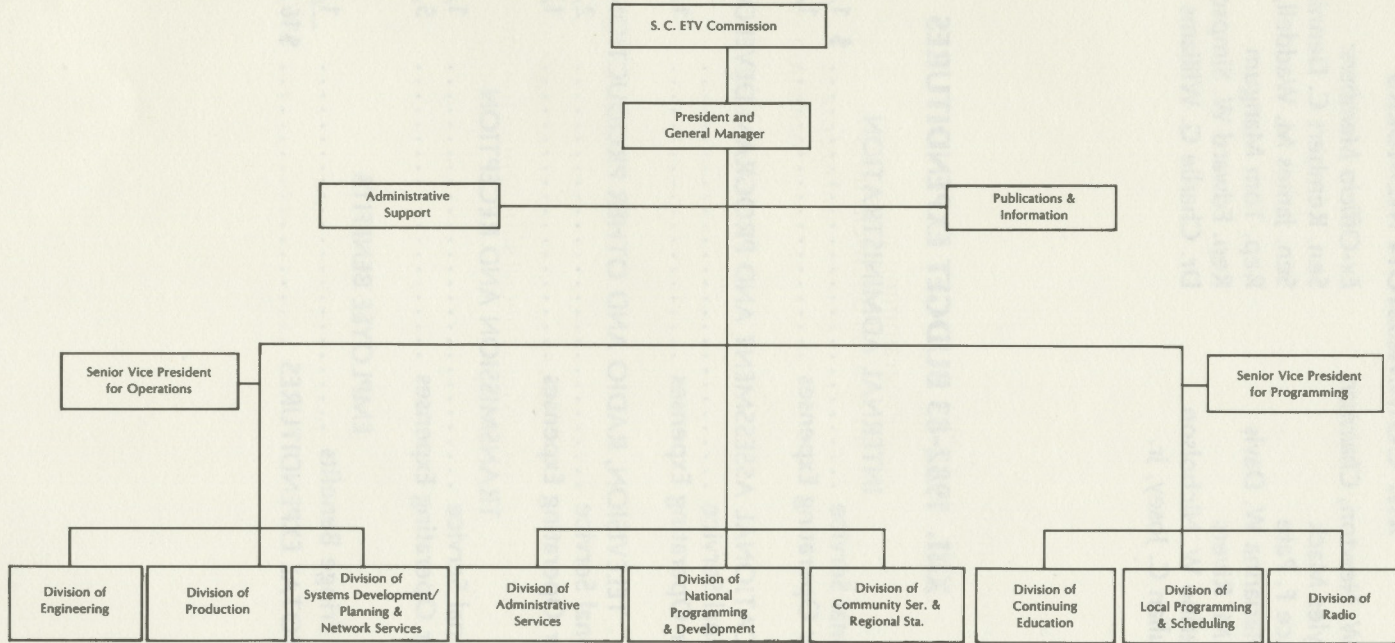 S. C. ETV Commission
President and
General Manager
Administrative
Support
Publications &
Information
Senior Vice President
for Operations
Senior Vice President
for Programming
Division of
Engineering
Division of
Production
Division of
Systems Development/
Planning &
Network Services
Division of
Administrative
Services
Division of
National
Programming
& Development
Division of
Community Ser. &
Regional Sta.
Division of
Continuing
Education
Division of
Local Programming
& Scheduling
Division of
Radio